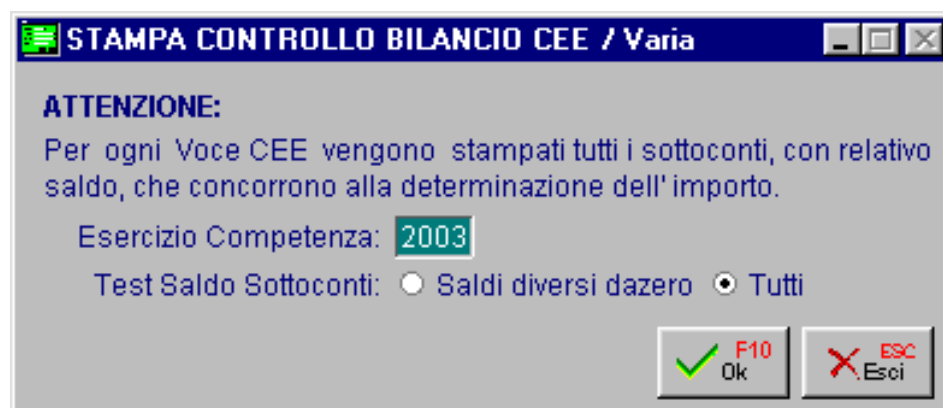 STAMPA CONTROLLO BILANCIO CEE / Varia
ATTENZIONE:
Per ogni Voce CEE vengono stampati tutti i sottoconti, con relativo
saldo, che concorrono alla determinazione dell' importo.
Esercizio Competenza: 2003
Test Saldo Sottoconti: Saldi diversi dazero Tutti
F10 ESC
Ok Esci